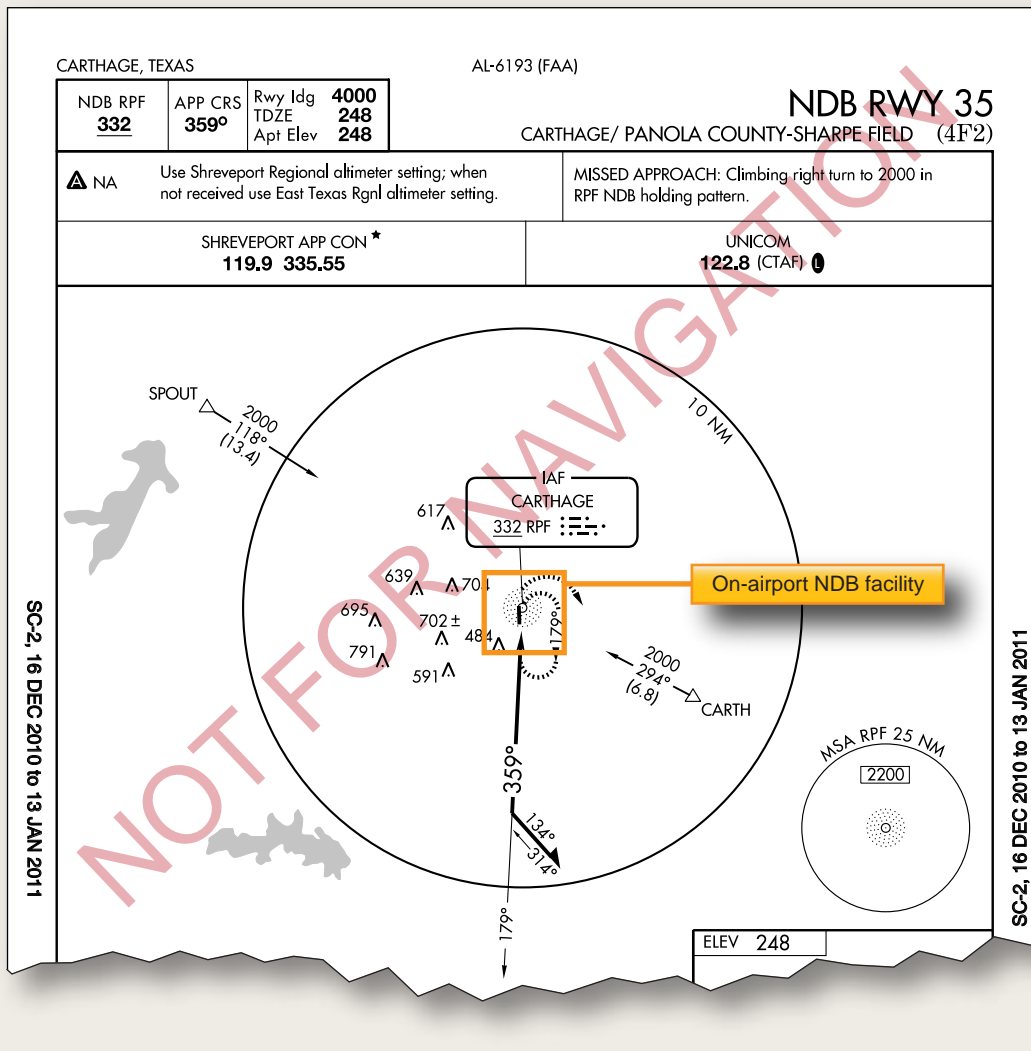 CARTHAGE, TEXAS
AL-6193 (FAA)
NDB RPF
332
APP CRS
359°
Rwy ldg 4000
TDZE 248
Apt Elev 248
NDB RWY 35
CARTHAGE/ PANOLA COUNTY-SHARPE FIELD (4F2)
A NA
Use Shreveport Regional altimeter setting; when
not received use East Texas Rgnl altimeter setting.
MISSED APPROACH: Climbing right turn to 2000 in
RPF NDB holding pattern.
SHREVEPORT APP CON ★
119.9 335.55
UNICOM
122.8 (CTAF) L
SPOUT
2000
118°
(13.4)
10 NM
IAF
CARTHAGE
332 RPF
617
639
704
695
702±
484
791
591
179°
On-airport NDB facility
2000
294°
(6.8)
CARTH
359°
134°
314°
179°
MSA RPF 25 NM
2200
ELEV 248
SC-2, 16 DEC 2010 to 13 JAN 2011
SC-2, 16 DEC 2010 to 13 JAN 2011
NOT FOR NAVIGATION